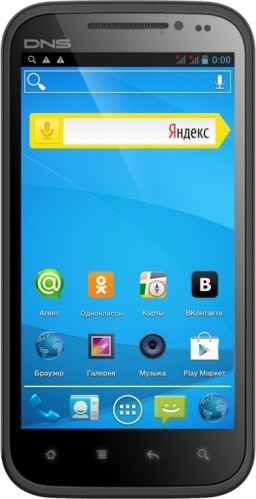 DNS
0:00
Яндекс
Агент
Одноклассн
Карты
ВКонтакте
Браузер
Галерея
Музыка
Play Маркет